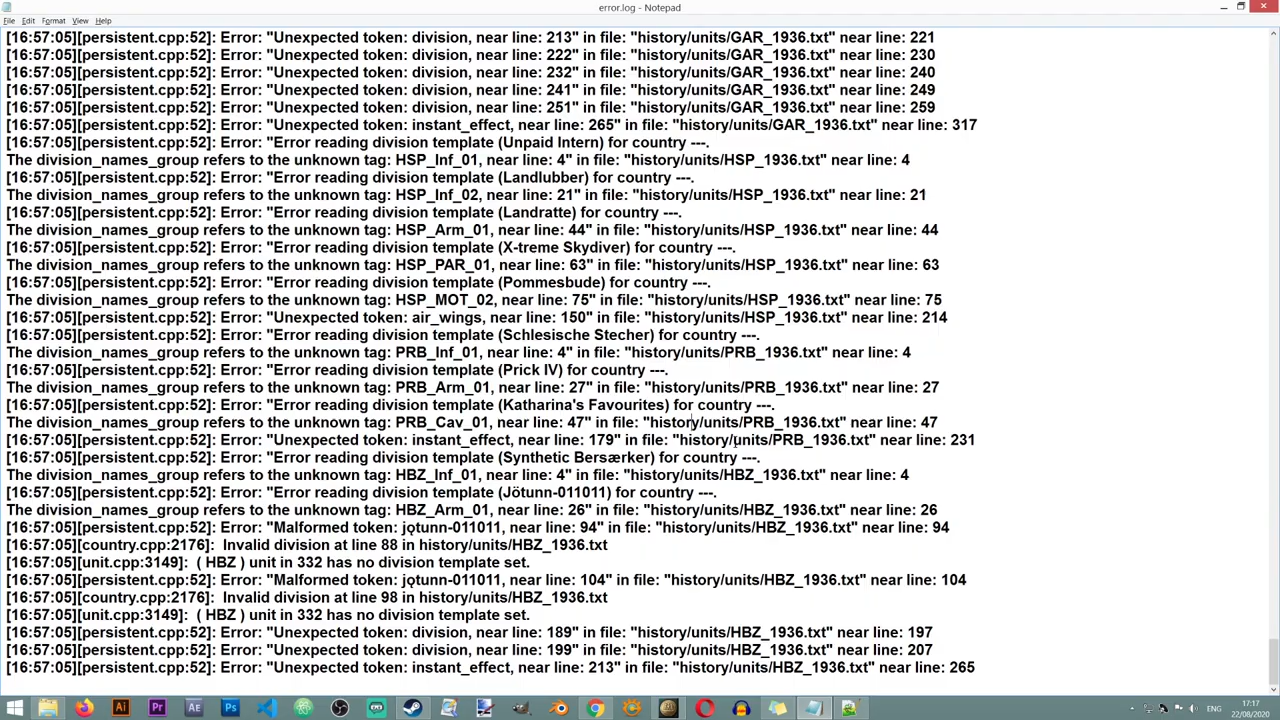 error.log - Notepad
File Edit Format View Help
[16:57:05][persistent.cpp:52]: Error: "Unexpected token: division, near line: 213" in file: "history/units/GAR_1936.txt" near line: 221
[16:57:05][persistent.cpp:52]: Error: "Unexpected token: division, near line: 222" in file: "history/units/GAR_1936.txt" near line: 230
[16:57:05][persistent.cpp:52]: Error: "Unexpected token: division, near line: 232" in file: "history/units/GAR_1936.txt" near line: 240
[16:57:05][persistent.cpp:52]: Error: "Unexpected token: division, near line: 241" in file: "history/units/GAR_1936.txt" near line: 249
[16:57:05][persistent.cpp:52]: Error: "Unexpected token: division, near line: 251" in file: "history/units/GAR_1936.txt" near line: 259
[16:57:05][persistent.cpp:52]: Error: "Unexpected token: instant_effect, near line: 265" in file: "history/units/GAR_1936.txt" near line: 317
[16:57:05][persistent.cpp:52]: Error: "Error reading division template (Unpaid Intern) for country ---.
The division_names_group refers to the unknown tag: HSP_Inf_01, near line: 4" in file: "history/units/HSP_1936.txt" near line: 4
[16:57:05][persistent.cpp:52]: Error: "Error reading division template (Landlubber) for country ---.
The division_names_group refers to the unknown tag: HSP_Inf_02, near line: 21" in file: "history/units/HSP_1936.txt" near line: 21
[16:57:05][persistent.cpp:52]: Error: "Error reading division template (Landratte) for country ---.
The division_names_group refers to the unknown tag: HSP_Arm_01, near line: 44" in file: "history/units/HSP_1936.txt" near line: 44
[16:57:05][persistent.cpp:52]: Error: "Error reading division template (X-treme Skydiver) for country ---.
The division_names_group refers to the unknown tag: HSP_PAR_01, near line: 63" in file: "history/units/HSP_1936.txt" near line: 63
[16:57:05][persistent.cpp:52]: Error: "Error reading division template (Pommesbude) for country ---.
The division_names_group refers to the unknown tag: HSP_MOT_02, near line: 75" in file: "history/units/HSP_1936.txt" near line: 75
[16:57:05][persistent.cpp:52]: Error: "Unexpected token: air_wings, near line: 150" in file: "history/units/HSP_1936.txt" near line: 214
[16:57:05][persistent.cpp:52]: Error: "Error reading division template (Schlesische Stecher) for country ---.
The division_names_group refers to the unknown tag: PRB_Inf_01, near line: 4" in file: "history/units/PRB_1936.txt" near line: 4
[16:57:05][persistent.cpp:52]: Error: "Error reading division template (Prick IV) for country ---.
The division_names_group refers to the unknown tag: PRB_Arm_01, near line: 27" in file: "history/units/PRB_1936.txt" near line: 27
[16:57:05][persistent.cpp:52]: Error: "Error reading division template (Katharina's Favourites) for country ---.
The division_names_group refers to the unknown tag: PRB_Cav_01, near line: 47" in file: "history/units/PRB_1936.txt" near line: 47
[16:57:05][persistent.cpp:52]: Error: "Unexpected token: instant_effect, near line: 179" in file: "history/units/PRB_1936.txt" near line: 231
[16:57:05][persistent.cpp:52]: Error: "Error reading division template (Synthetic Bersærker) for country ---.
The division_names_group refers to the unknown tag: HBZ_Inf_01, near line: 4" in file: "history/units/HBZ_1936.txt" near line: 4
[16:57:05][persistent.cpp:52]: Error: "Error reading division template (Jötunn-011011) for country ---.
The division_names_group refers to the unknown tag: HBZ_Arm_01, near line: 26" in file: "history/units/HBZ_1936.txt" near line: 26
[16:57:05][persistent.cpp:52]: Error: "Malformed token: jǫtunn-011011, near line: 94" in file: "history/units/HBZ_1936.txt" near line: 94
[16:57:05][country.cpp:2176]:  Invalid division at line 88 in history/units/HBZ_1936.txt
[16:57:05][unit.cpp:3149]:  ( HBZ ) unit in 332 has no division template set.
[16:57:05][persistent.cpp:52]: Error: "Malformed token: jǫtunn-011011, near line: 104" in file: "history/units/HBZ_1936.txt" near line: 104
[16:57:05][country.cpp:2176]:  Invalid division at line 98 in history/units/HBZ_1936.txt
[16:57:05][unit.cpp:3149]:  ( HBZ ) unit in 332 has no division template set.
[16:57:05][persistent.cpp:52]: Error: "Unexpected token: division, near line: 189" in file: "history/units/HBZ_1936.txt" near line: 197
[16:57:05][persistent.cpp:52]: Error: "Unexpected token: division, near line: 199" in file: "history/units/HBZ_1936.txt" near line: 207
[16:57:05][persistent.cpp:52]: Error: "Unexpected token: instant_effect, near line: 213" in file: "history/units/HBZ_1936.txt" near line: 265
Ai Pr Ae Ps
ENG
17:17
22/08/2020